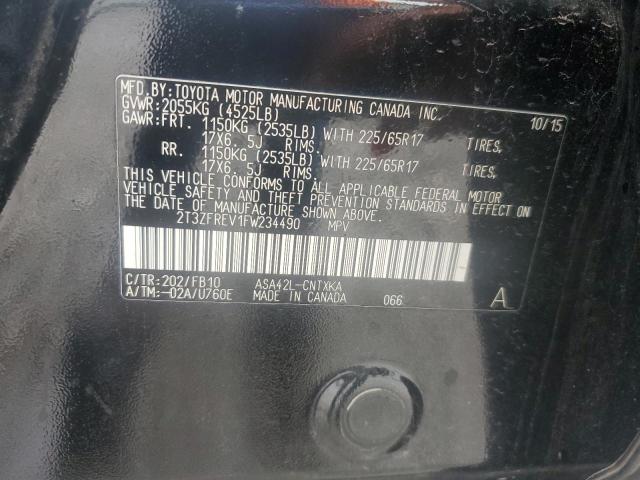 MFD.BY:TOYOTA MOTOR MANUFACTURING CANADA INC. 10/15
GVWR:2055KG (4525LB)
GAWR:FRT. 1150KG (2535LB) WITH 225/65R17 TIRES,
17X6. 5J RIMS.
RR. 1150KG (2535LB) WITH 225/65R17 TIRES,
17X6. 5J RIMS.
THIS VEHICLE CONFORMS TO ALL APPLICABLE FEDERAL MOTOR
VEHICLE SAFETY AND THEFT PREVENTION STANDARDS IN EFFECT ON
THE DATE OF MANUFACTURE SHOWN ABOVE.
2T3ZFREV1FW234490 MPV
C/TR:202/FB10 ASA42L-CNTXKA
A/TM:-02A/U760E MADE IN CANADA 066 A